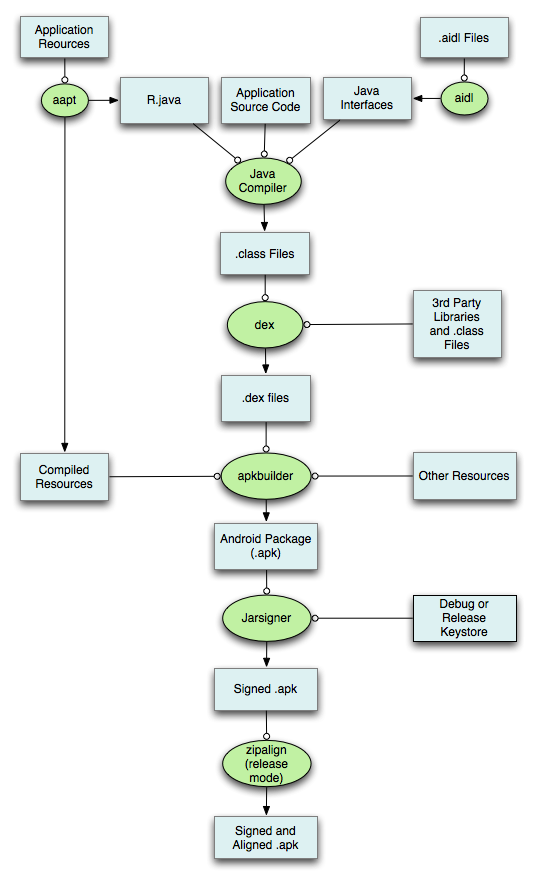 Application
Reources
.aidl Files
aapt
R.java
Application
Source Code
Java
Interfaces
aidl
Java
Compiler
.class Files
dex
3rd Party
Libraries
and .class
Files
.dex files
Compiled
Resources
apkbuilder
Other Resources
Android Package
(.apk)
Jarsigner
Debug or
Release
Keystore
Signed .apk
zipalign
(release
mode)
Signed and
Aligned .apk